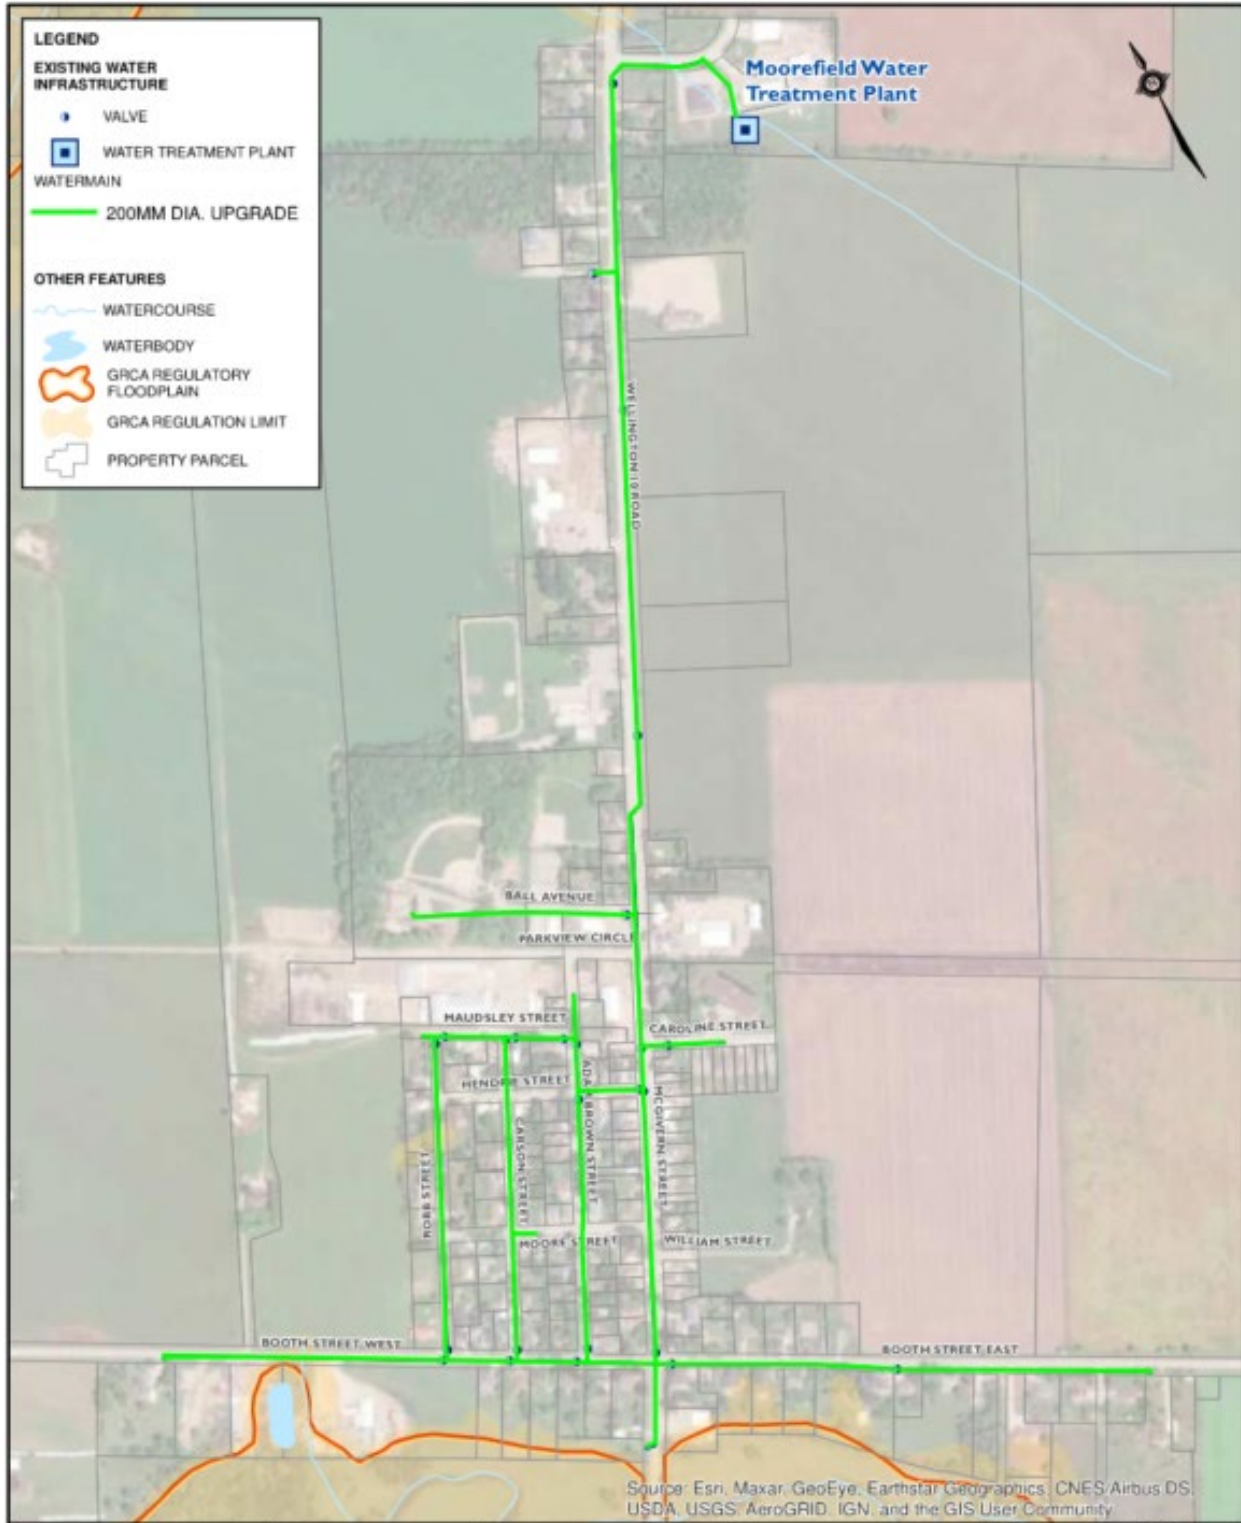 LEGEND
EXISTING WATER
INFRASTRUCTURE
VALVE
WATER TREATMENT PLANT
WATERMAIN
200MM DIA. UPGRADE
OTHER FEATURES
WATERCOURSE
WATERBODY
GRCA REGULATORY
FLOODPLAIN
GRCA REGULATION LIMIT
PROPERTY PARCEL
Moorefield Water
Treatment Plant
WELLINGTON 10 ROAD
BALL AVENUE
PARKVIEW CIRCLE
MAUDSLEY STREET
CAROLINE STREET
HENDRIE STREET
ADAM BROWN STREET
MCGIVERN STREET
CARSON STREET
ROBB STREET
MOORE STREET
WILLIAM STREET
BOOTH STREET WEST
BOOTH STREET EAST
Source: Esri, Maxar, GeoEye, Earthstar Geographics, CNES/Airbus DS,
USDA, USGS, AeroGRID, IGN, and the GIS User Community